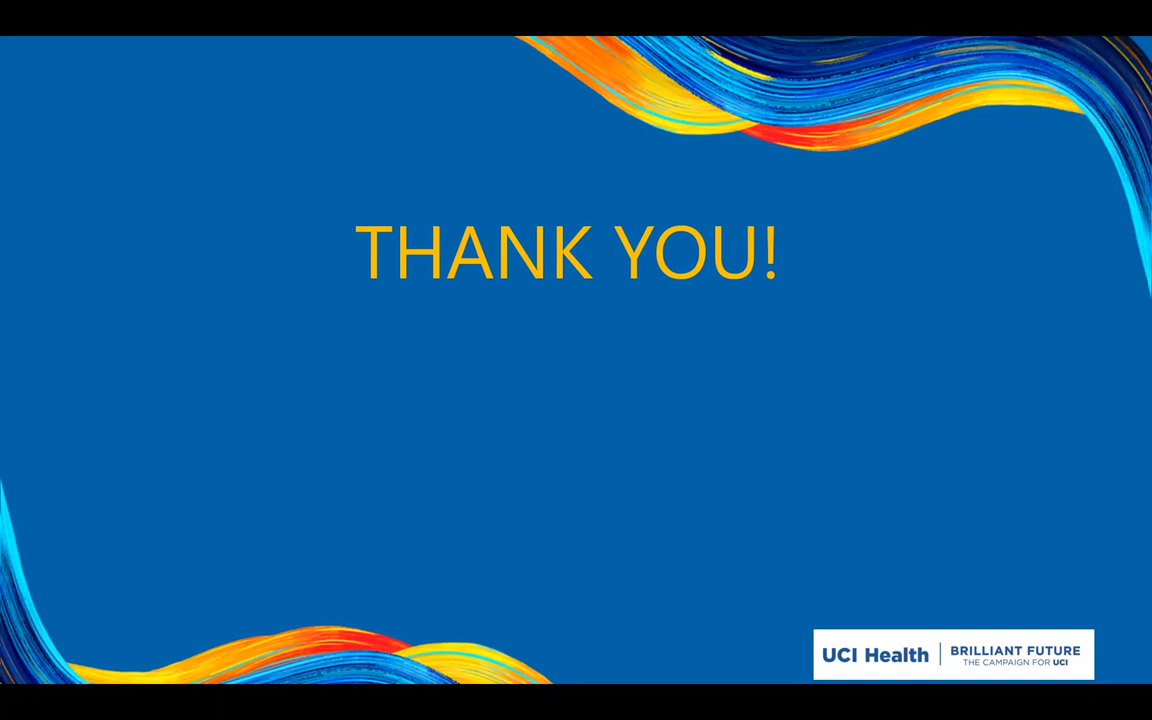 THANK YOU!
UCI Health
BRILLIANT FUTURE
THE CAMPAIGN FOR UCI